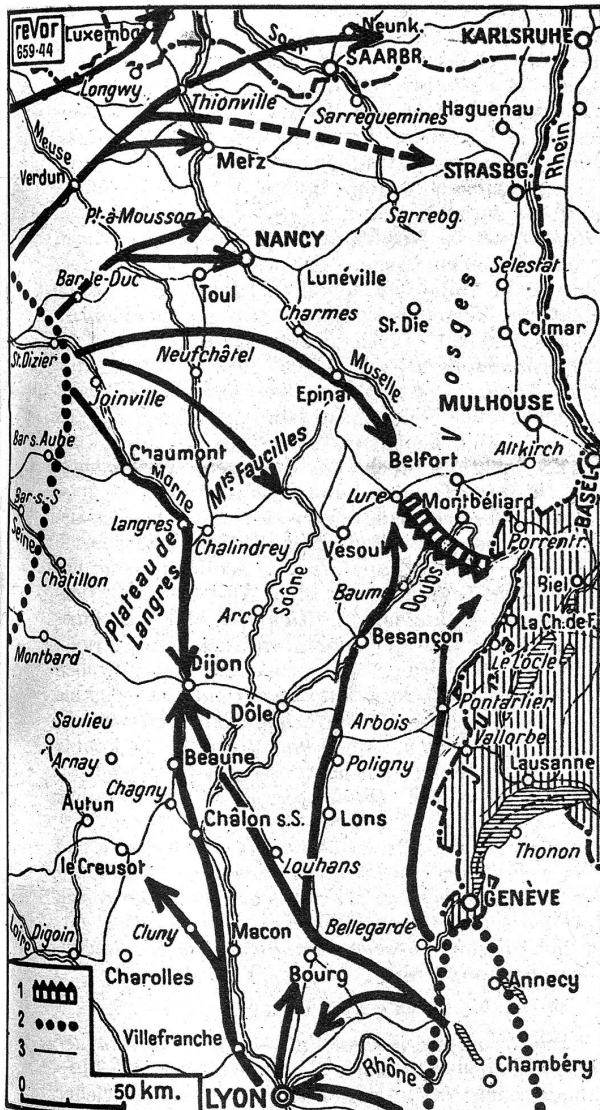 revor
659-44
Luxembg.
Neunk.
KARLSRUHE
Saar
SAARBR.
Longwy
Thionville
Sarreguemines
Haguenau
Rhein
Meuse
Metz
Verdun
STRASBG.
Pt-à-Mousson
Sarrebg.
NANCY
Bar-le-Duc
Toul
Lunéville
Sélestat
Charmes
St. Die
Vosges
Colmar
St. Dizier
Neufchâtel
Muselle
Joinville
Epinal
MULHOUSE
Bar s. Aube
Chaumont
Mts Faucilles
Altkirch
Belfort
BASEL
Marne
Lure
Montbéliard
Bar-s-S
Seine
Langres
Chalindrey
Vesoul
Porrentr.
Châtillon
Plateau de
Langres
Saône
Baume
Doubs
Biel
Arc
Besançon
La Ch.de.F.
Montbard
Le Locle
Dijon
Dôle
Pontarlier
Saulieu
Arbois
Vallorbe
Arnay
Beaune
Poligny
Lausanne
Chagny
Autun
Châlon s.S.
Lons
le Creusot
Louhans
Thonon
GENÈVE
Loire
Digoin
Cluny
Macon
Bellegarde
Charolles
Bourg
Annecy
1
2
3
Villefranche
Rhône
Chambéry
0
50 km.
LYON